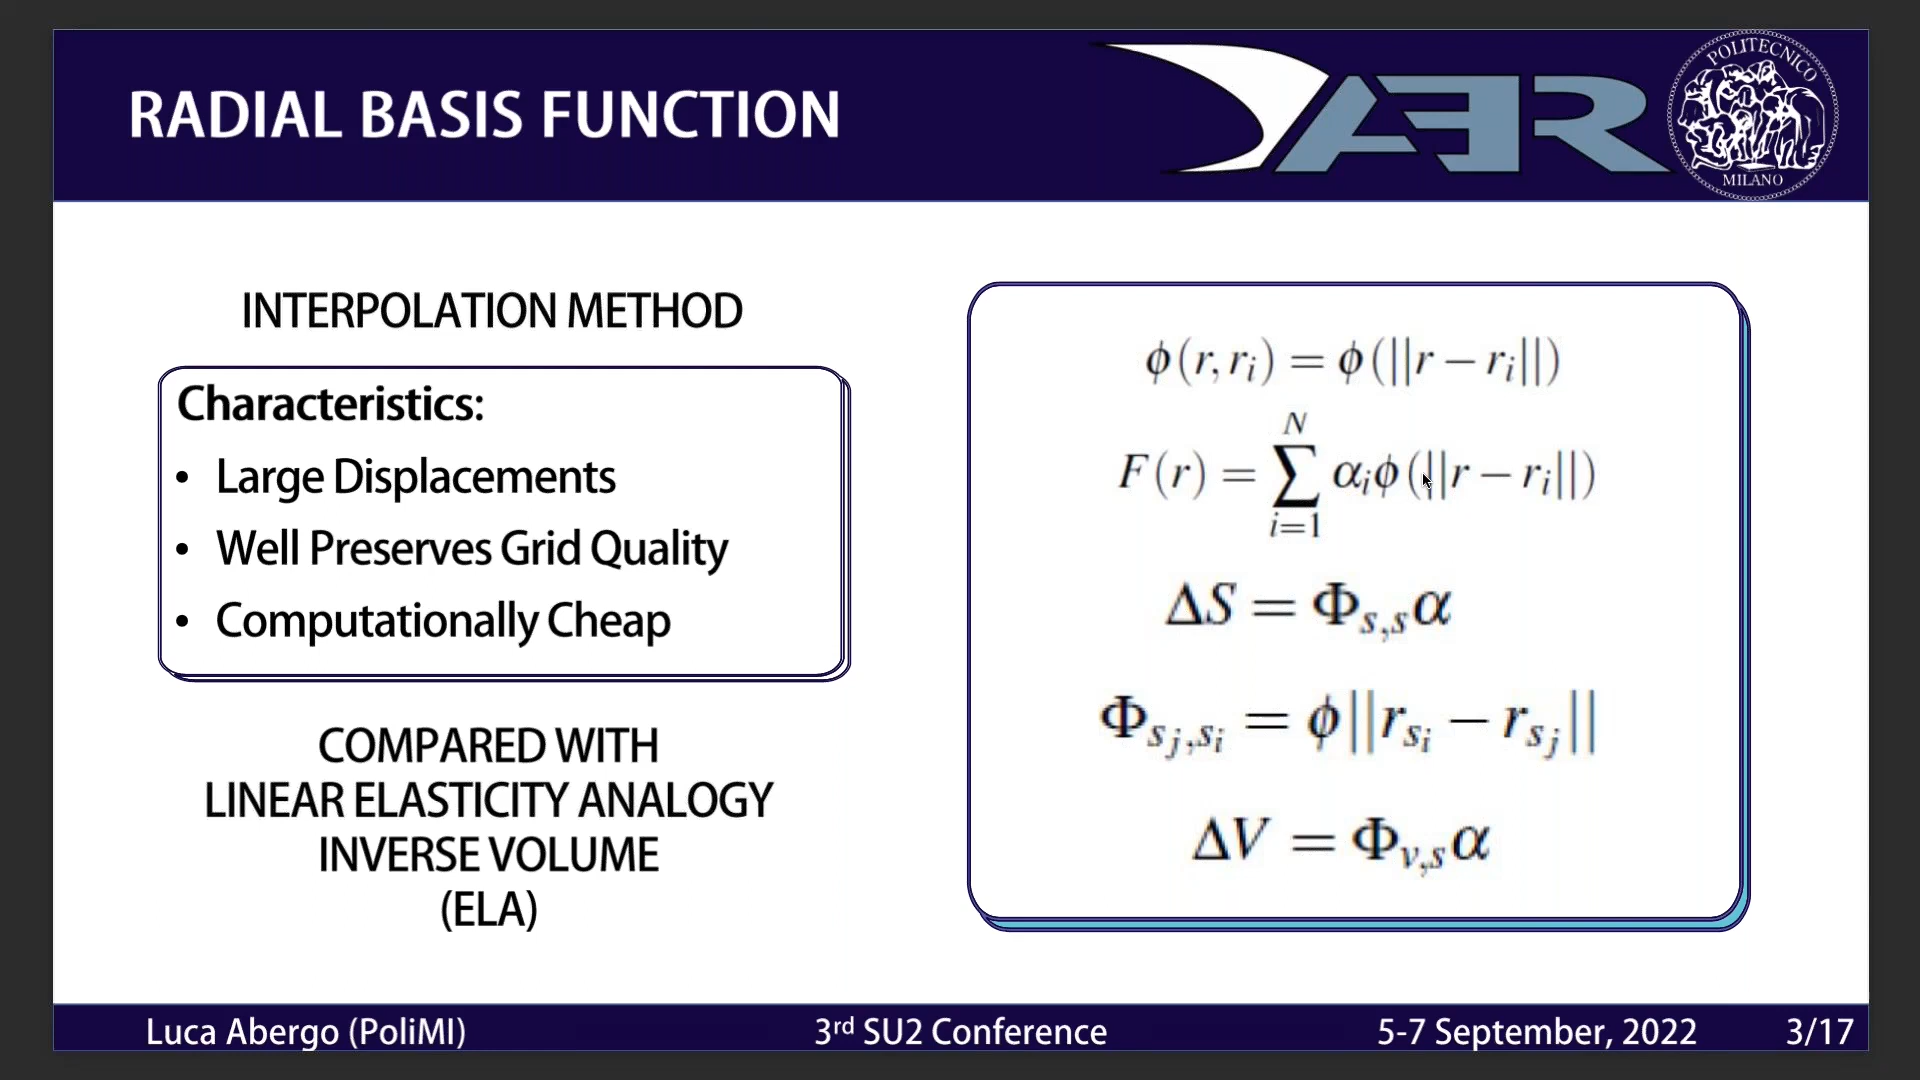 RADIAL BASIS FUNCTION
AER
POLITECNICO
MILANO
INTERPOLATION METHOD
Characteristics:
• Large Displacements
• Well Preserves Grid Quality
• Computationally Cheap
COMPARED WITH
LINEAR ELASTICITY ANALOGY
INVERSE VOLUME
(ELA)
ϕ(r, r_i) = ϕ(||r − r_i||)
F(r) = ∑_{i=1}^{N} α_i ϕ(||r − r_i||)
ΔS = Φ_{s,s} α
Φ_{s_j,s_i} = ϕ||r_{s_i} − r_{s_j}||
ΔV = Φ_{v,s} α
Luca Abergo (PoliMI)
3rd SU2 Conference
5-7 September, 2022
3/17